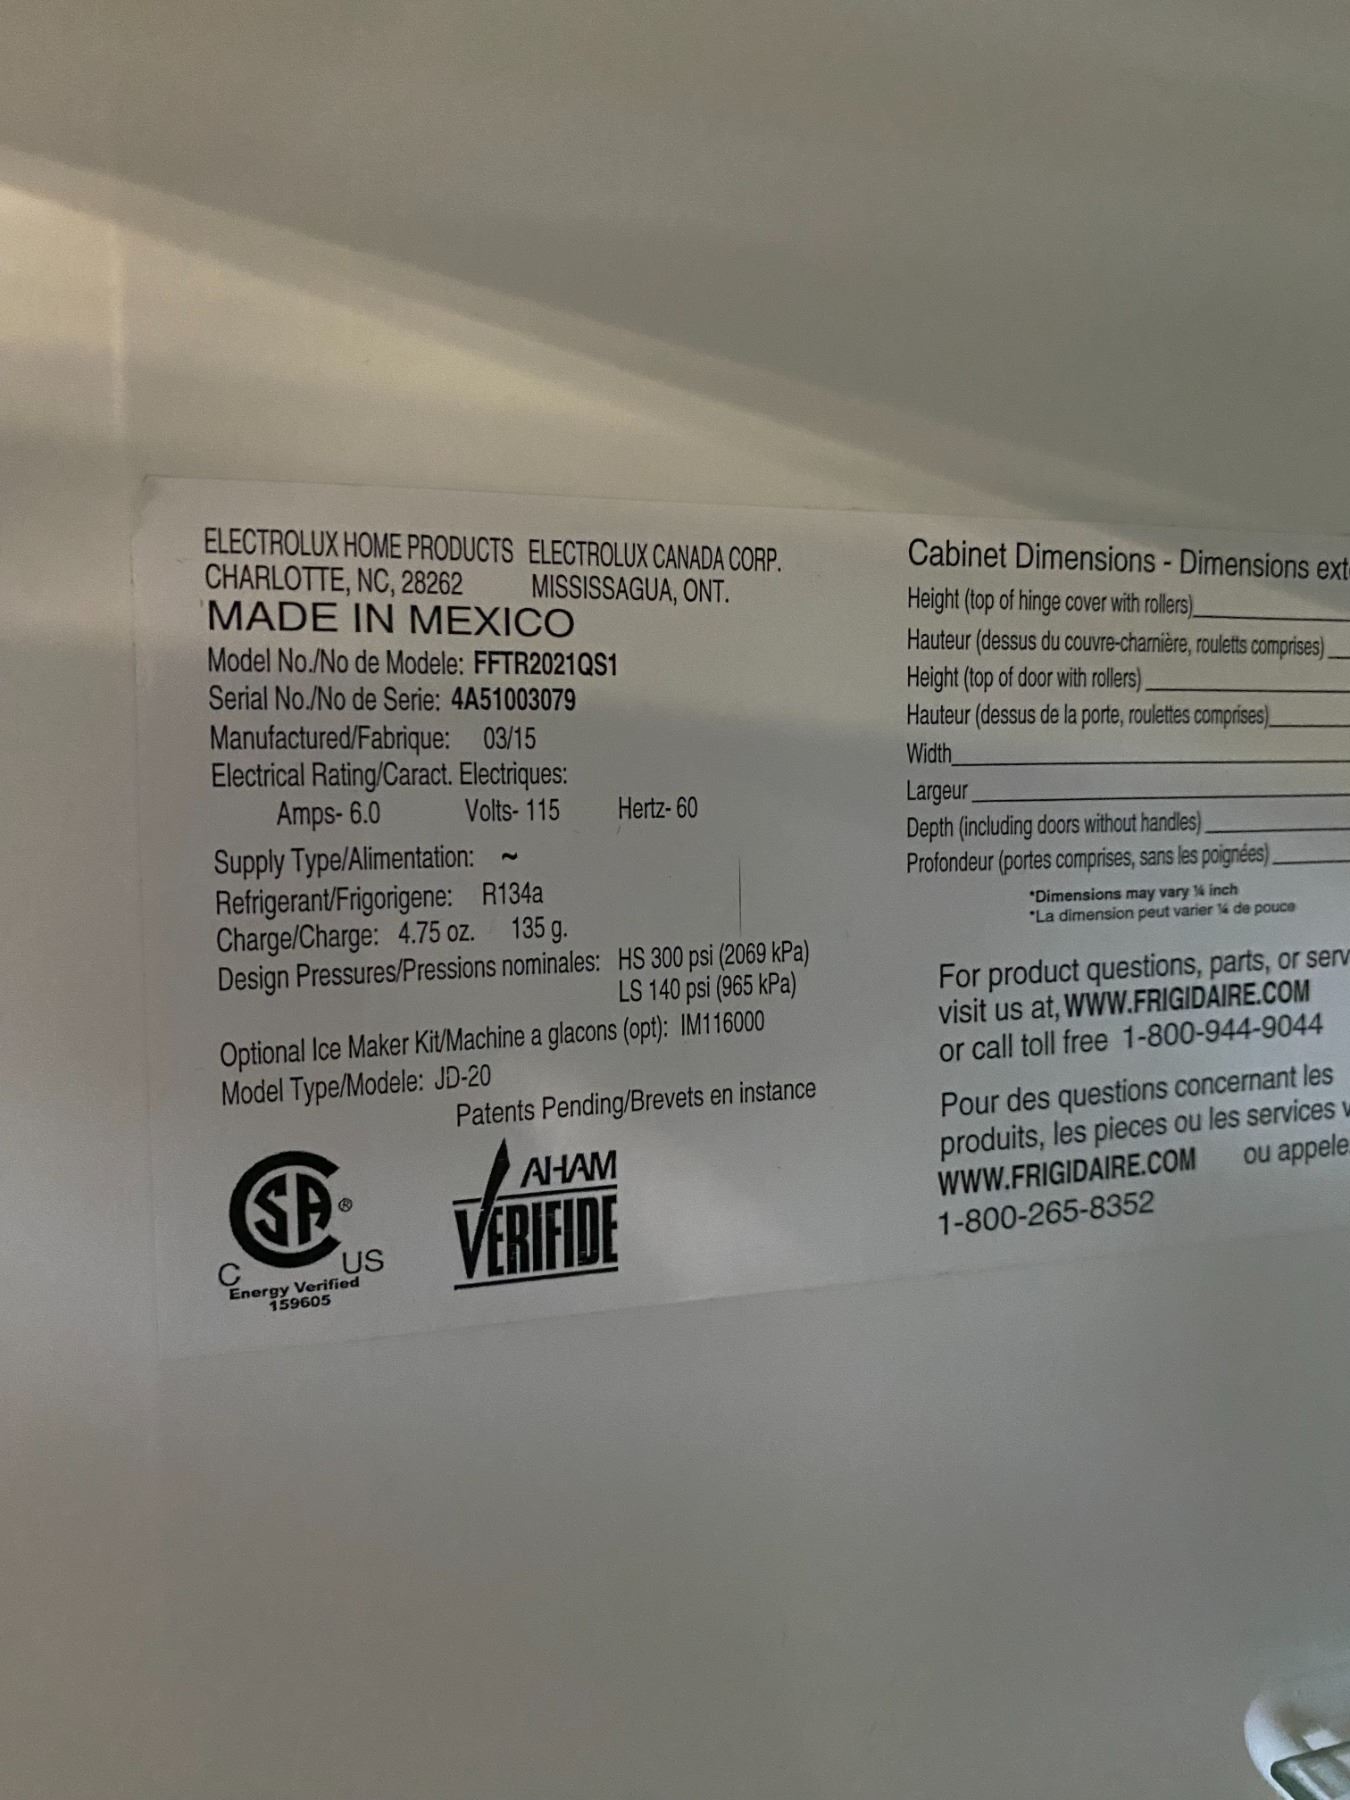 ELECTROLUX HOME PRODUCTS ELECTROLUX CANADA CORP.
CHARLOTTE, NC, 28262 MISSISSAGUA, ONT.
MADE IN MEXICO
Model No./No de Modele: FFTR2021QS1
Serial No./No de Serie: 4A51003079
Manufactured/Fabrique: 03/15
Electrical Rating/Caract. Electriques:
Amps- 6.0 Volts- 115 Hertz- 60
Supply Type/Alimentation: ~
Refrigerant/Frigorigene: R134a
Charge/Charge: 4.75 oz. 135 g.
Design Pressures/Pressions nominales: HS 300 psi (2069 kPa)
LS 140 psi (965 kPa)
Optional Ice Maker Kit/Machine a glacons (opt): IM116000
Model Type/Modele: JD-20
Patents Pending/Brevets en instance
CSA ®
C US
Energy Verified
159605
AHAM
VERIFIDE
Cabinet Dimensions - Dimensions ext
Height (top of hinge cover with rollers)
Hauteur (dessus du couvre-charnière, rouletts comprises)
Height (top of door with rollers)
Hauteur (dessus de la porte, roulettes comprises)
Width
Largeur
Depth (including doors without handles)
Profondeur (portes comprises, sans les poignées)
*Dimensions may vary ¼ inch
*La dimension peut varier ¼ de pouce
For product questions, parts, or serv
visit us at, WWW.FRIGIDAIRE.COM
or call toll free 1-800-944-9044
Pour des questions concernant les
produits, les pieces ou les services v
WWW.FRIGIDAIRE.COM ou appele
1-800-265-8352